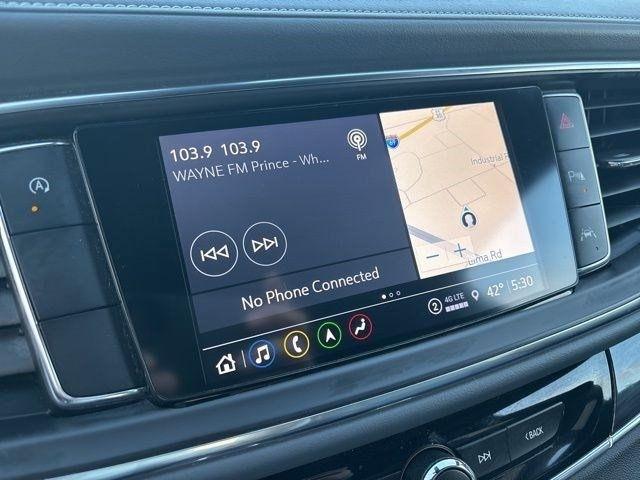 103.9 103.9
WAYNE FM Prince - Wh...
FM
Industrial
Lima Rd
No Phone Connected
2 4G LTE 42° 5:30
A
P
BACK